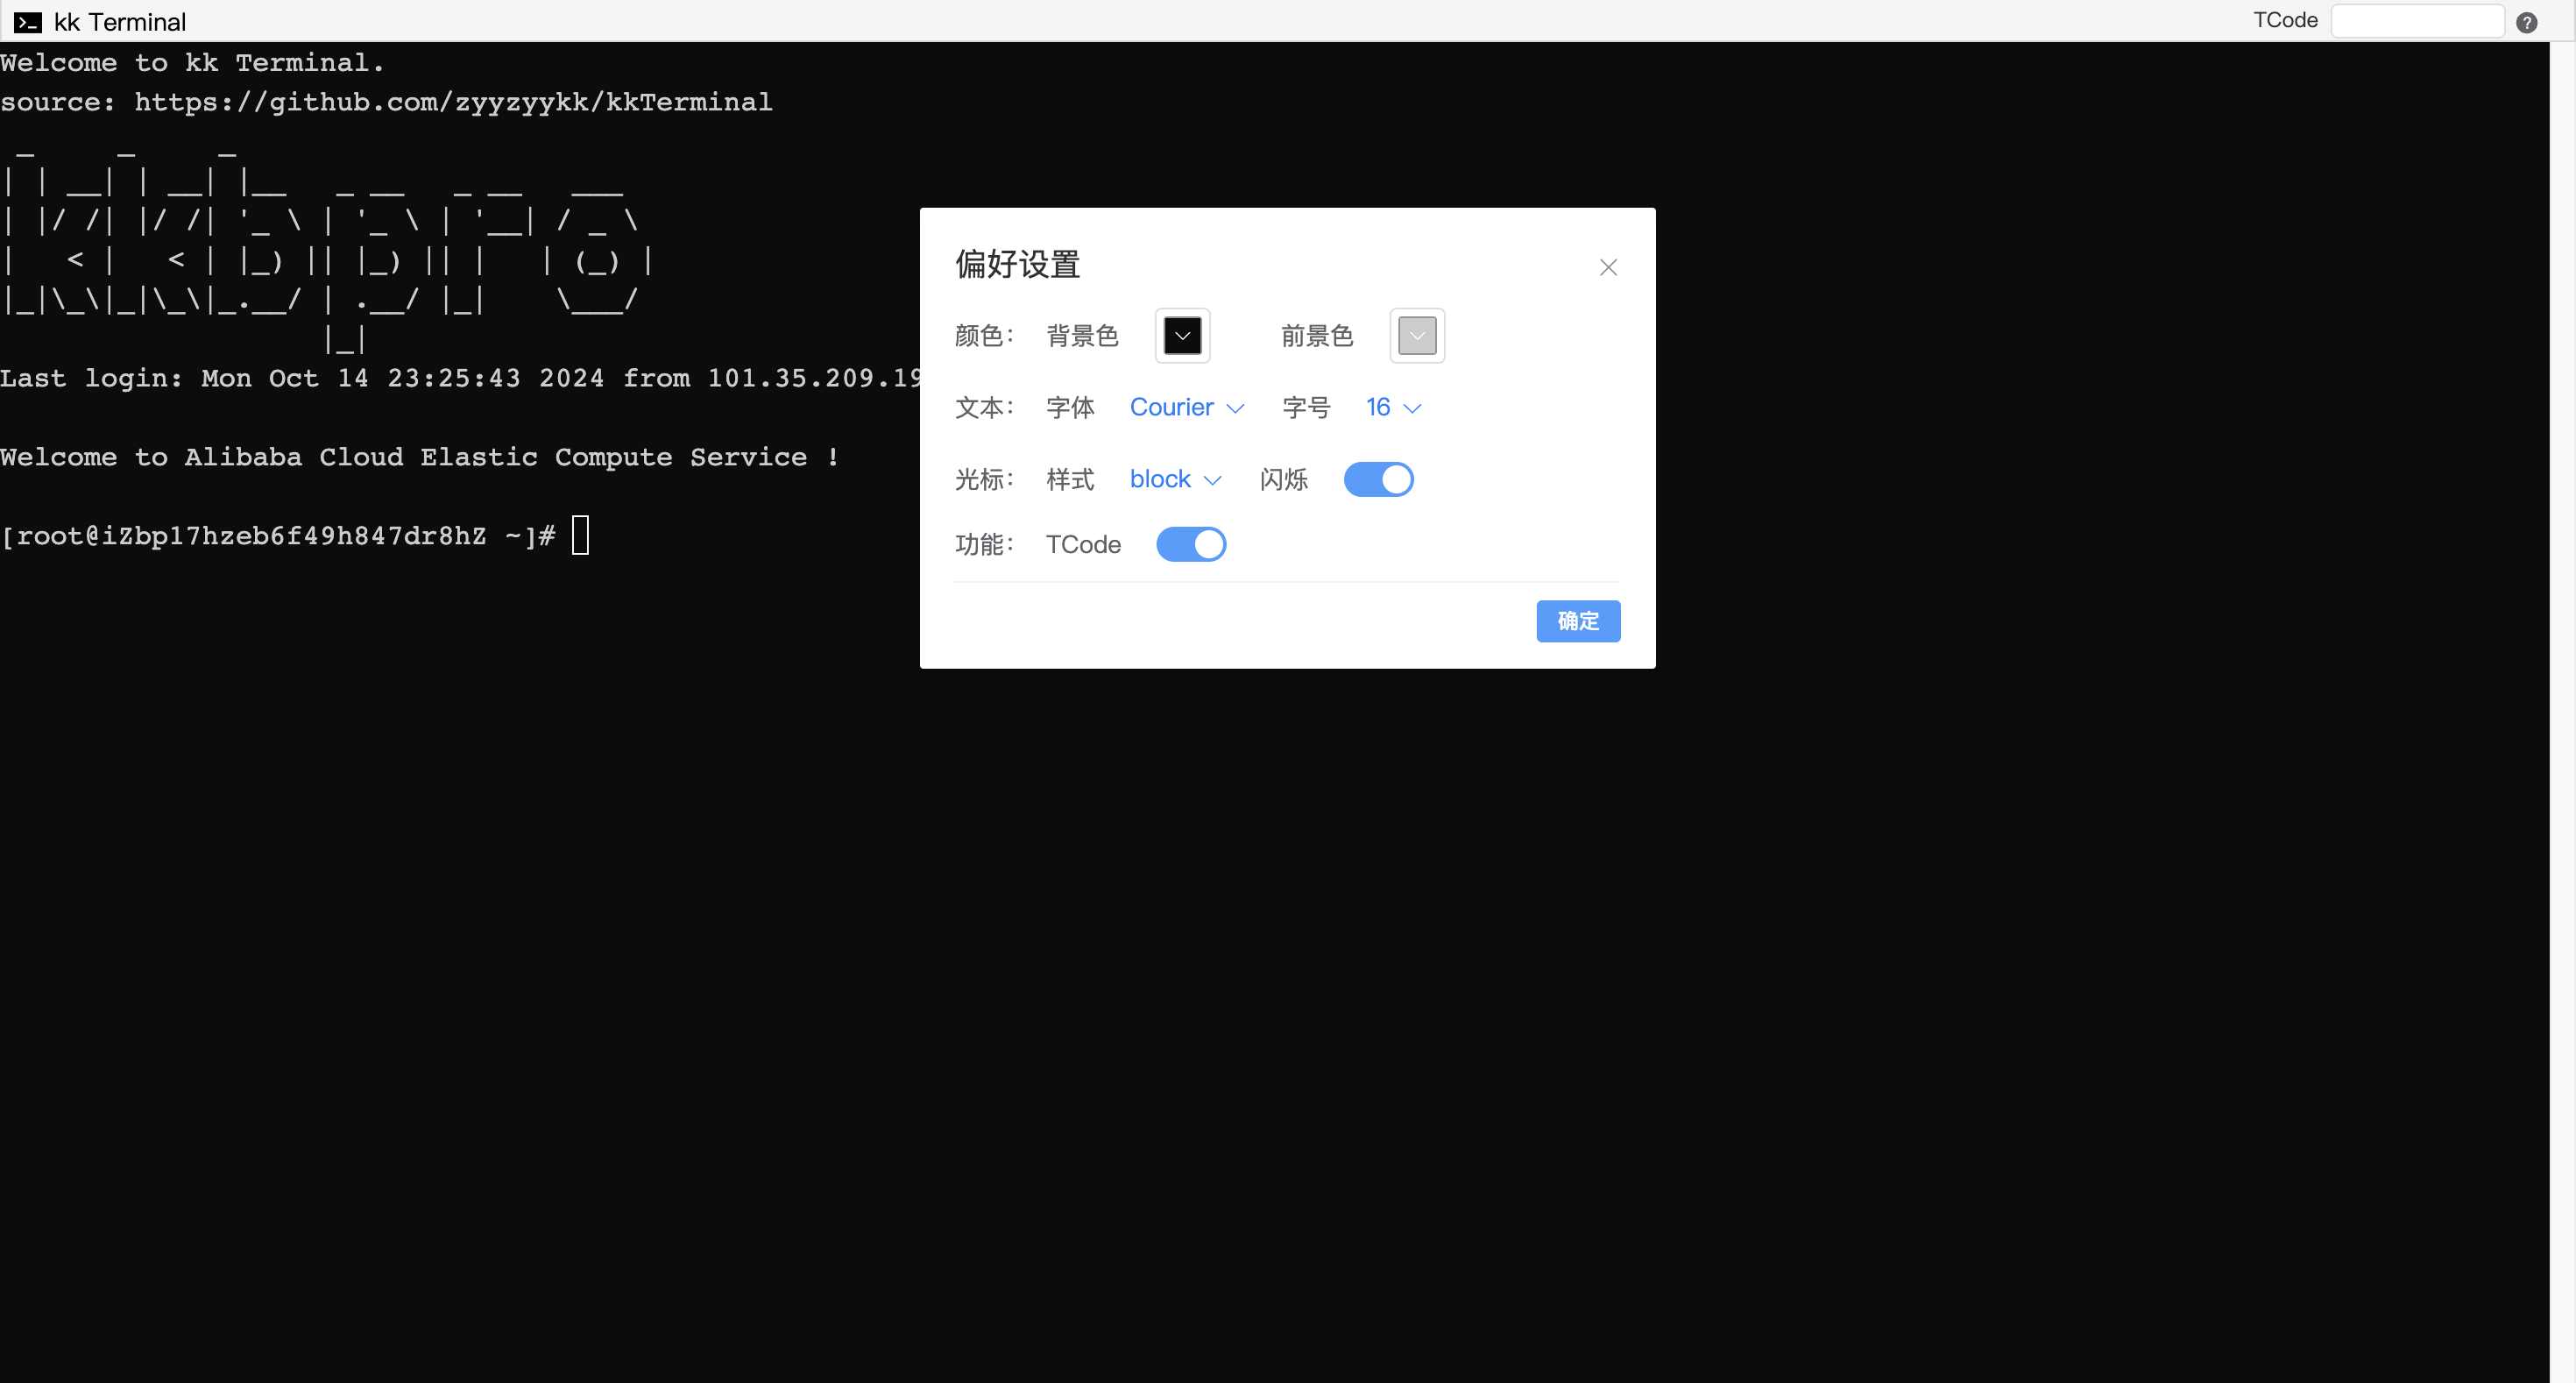 kk Terminal
TCode
Welcome to kk Terminal.
source: https://github.com/zyyzyykk/kkTerminal
 _     _     _
| | __| | __| |__   _ __   _ __   ___
| |/ /| |/ /| '_ \ | '_ \ | '__| / _ \
|   < |   < | |_) || |_) || |   | (_) |
|_|\_\|_|\_\|_.__/ | .__/ |_|    \___/
                   |_|
Last login: Mon Oct 14 23:25:43 2024 from 101.35.209.19
Welcome to Alibaba Cloud Elastic Compute Service !
[root@iZbp17hzeb6f49h847dr8hZ ~]#
偏好设置
颜色： 背景色 前景色
文本： 字体 Courier 字号 16
光标： 样式 block 闪烁
功能： TCode
确定